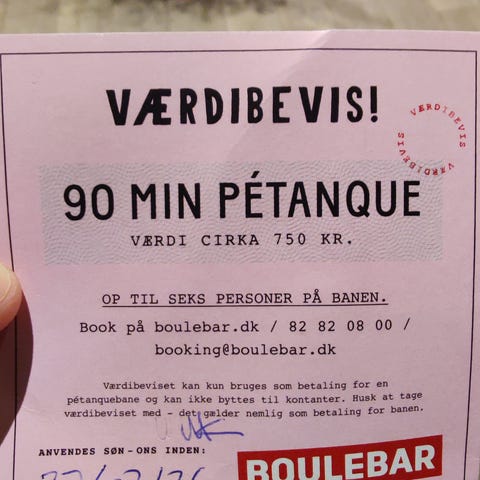 VÆRDIBEVIS!
VÆRDIBEVIS
VÆRDIBEVIS
90 MIN PÉTANQUE
VÆRDI CIRKA 750 KR.
OP TIL SEKS PERSONER PÅ BANEN.
Book på boulebar.dk / 82 82 08 00 /
booking@boulebar.dk
Værdibeviset kan kun bruges som betaling for en
pétanquebane og kan ikke byttes til kontanter. Husk at tage
værdibeviset med - det gælder nemlig som betaling for banen.
ANVENDES SØN-ONS INDEN:
BOULEBAR